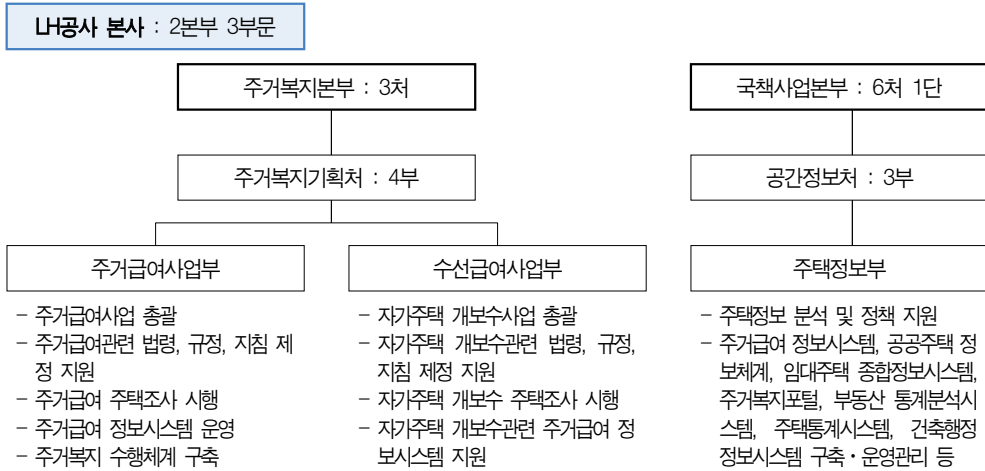 LH공사 본사 : 2본부 3부문
주거복지본부 : 3처
국책사업본부 : 6처 1단
주거복지기획처 : 4부
공간정보처 : 3부
주거급여사업부
수선급여사업부
주택정보부
- 주거급여사업 총괄
- 주거급여관련 법령, 규정, 지침 제
정 지원
- 주거급여 주택조사 시행
- 주거급여 정보시스템 운영
- 주거복지 수행체계 구축
- 자가주택 개보수사업 총괄
- 자가주택 개보수관련 법령, 규정,
지침 제정 지원
- 자가주택 개보수 주택조사 시행
- 자가주택 개보수관련 주거급여 정
보시스템 지원
- 주택정보 분석 및 정책 지원
- 주거급여 정보시스템, 공공주택 정
보체계, 임대주택 종합정보시스템,
주거복지포털, 부동산 통계분석시
스템, 주택통계시스템, 건축행정
정보시스템 구축・운영관리 등